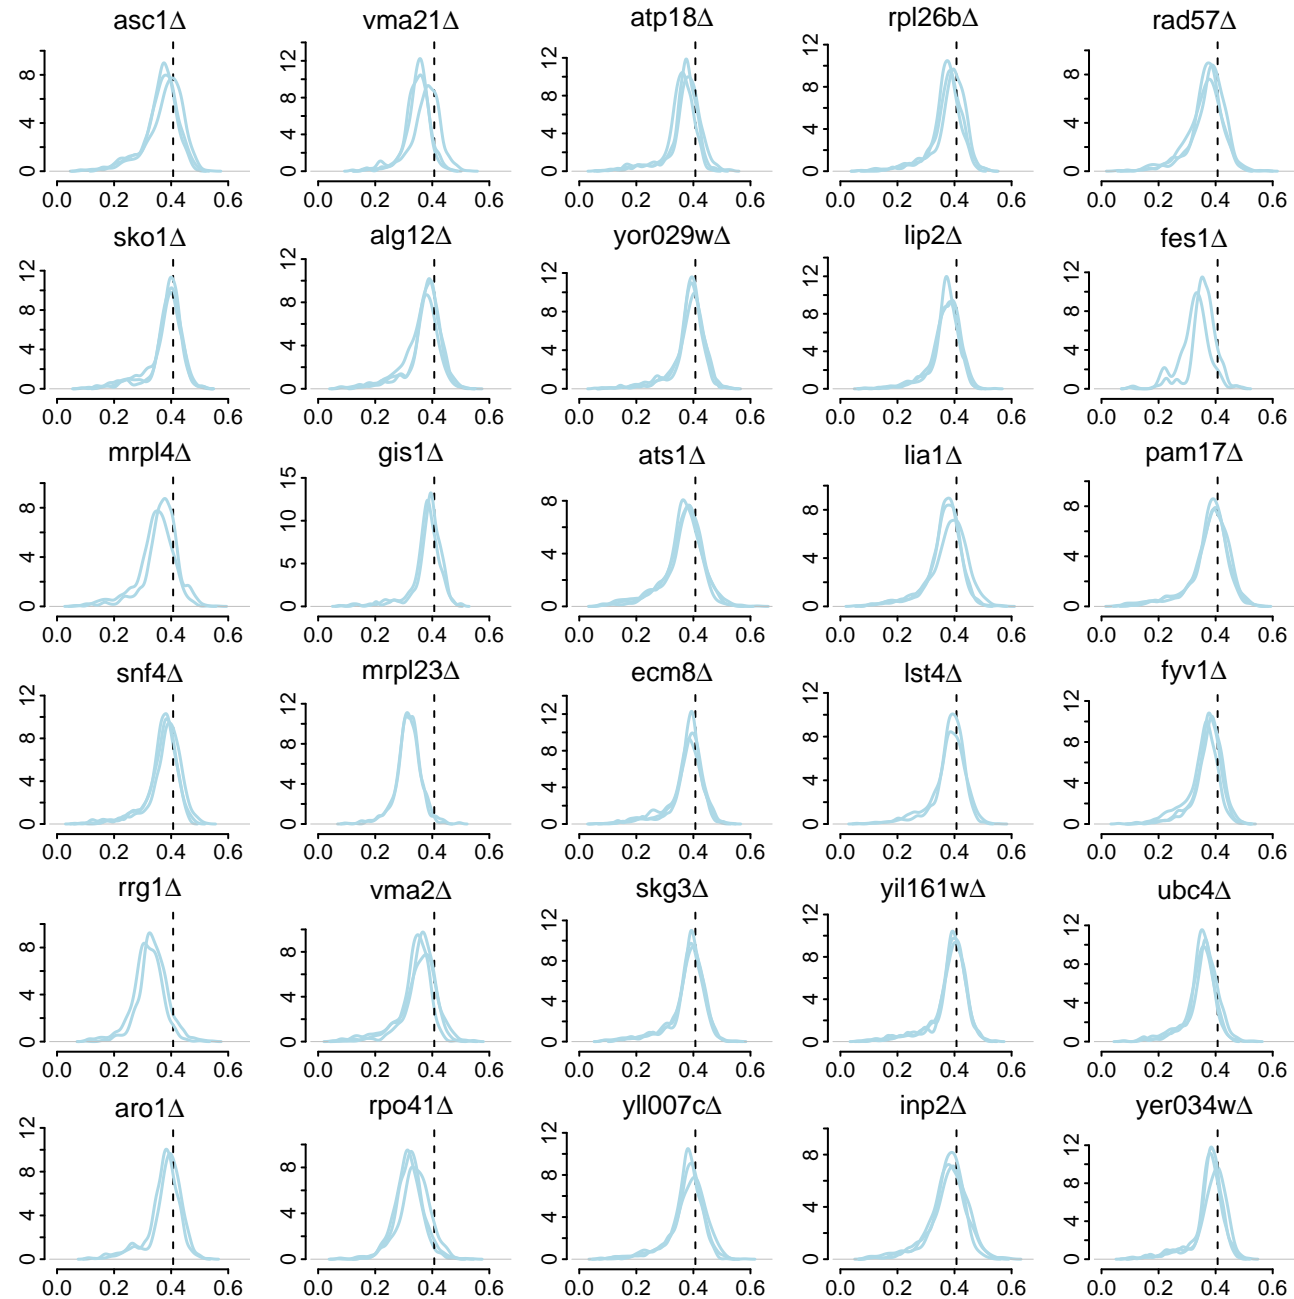 asc1Δ vma21Δ atp18Δ rpl26bΔ rad57Δ
0 4 8 0 4 8 12 0 4 8 12 0 4 8 12 0 4 8
0.0 0.2 0.4 0.6 0.0 0.2 0.4 0.6 0.0 0.2 0.4 0.6 0.0 0.2 0.4 0.6 0.0 0.2 0.4 0.6
sko1Δ alg12Δ yor029wΔ lip2Δ fes1Δ
0 4 8 12 0 4 8 12 0 4 8 12 0 4 8 12 0 4 8 12
0.0 0.2 0.4 0.6 0.0 0.2 0.4 0.6 0.0 0.2 0.4 0.6 0.0 0.2 0.4 0.6 0.0 0.2 0.4 0.6
mrpl4Δ gis1Δ ats1Δ lia1Δ pam17Δ
0 4 8 0 5 10 15 0 4 8 0 4 8 0 4 8
0.0 0.2 0.4 0.6 0.0 0.2 0.4 0.6 0.0 0.2 0.4 0.6 0.0 0.2 0.4 0.6 0.0 0.2 0.4 0.6
snf4Δ mrpl23Δ ecm8Δ lst4Δ fyv1Δ
0 4 8 12 0 4 8 12 0 4 8 12 0 4 8 12 0 4 8 12
0.0 0.2 0.4 0.6 0.0 0.2 0.4 0.6 0.0 0.2 0.4 0.6 0.0 0.2 0.4 0.6 0.0 0.2 0.4 0.6
rrg1Δ vma2Δ skg3Δ yil161wΔ ubc4Δ
0 4 8 0 4 8 0 4 8 12 0 4 8 12 0 4 8 12
0.0 0.2 0.4 0.6 0.0 0.2 0.4 0.6 0.0 0.2 0.4 0.6 0.0 0.2 0.4 0.6 0.0 0.2 0.4 0.6
aro1Δ rpo41Δ yll007cΔ inp2Δ yer034wΔ
0 4 8 12 0 4 8 0 4 8 12 0 4 8 0 4 8 12
0.0 0.2 0.4 0.6 0.0 0.2 0.4 0.6 0.0 0.2 0.4 0.6 0.0 0.2 0.4 0.6 0.0 0.2 0.4 0.6